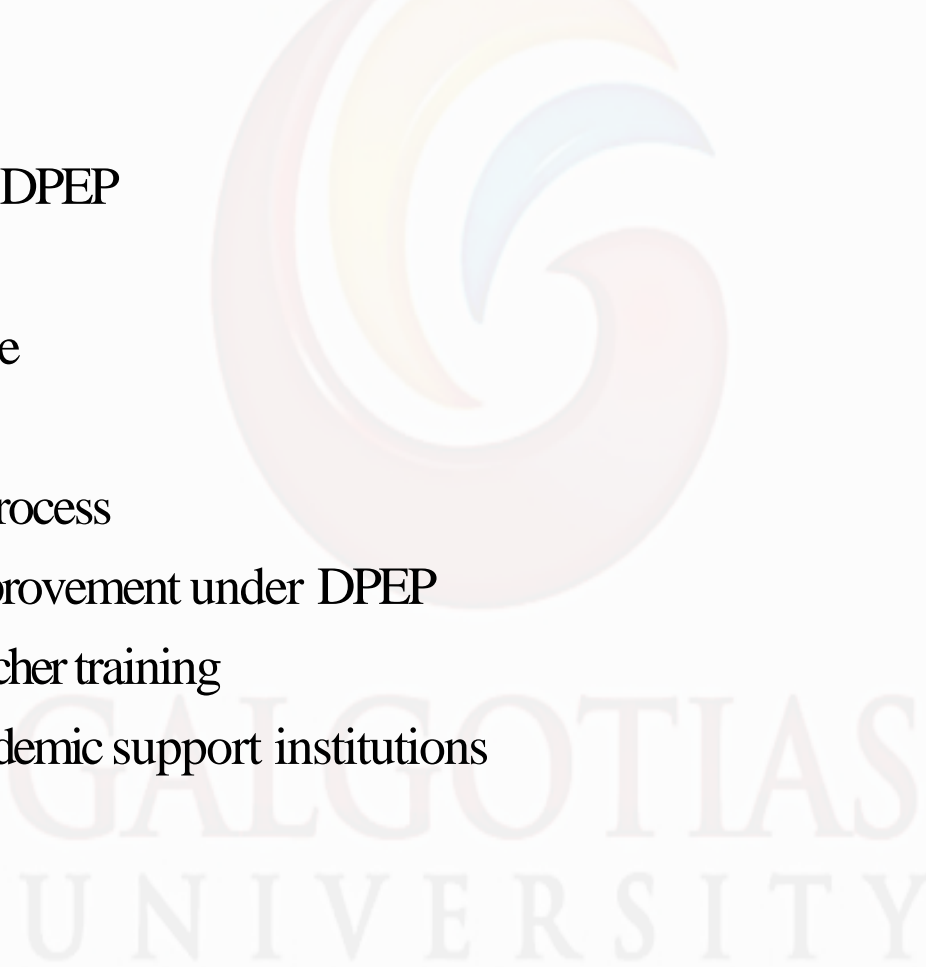 DPEP
e
rocess
provement under DPEP
cher training
demic support institutions
GALGOTIAS
UNIVERSITY